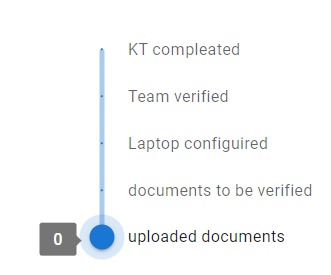 KT compleated
Team verified
Laptop configuired
documents to be verified
0
uploaded documents